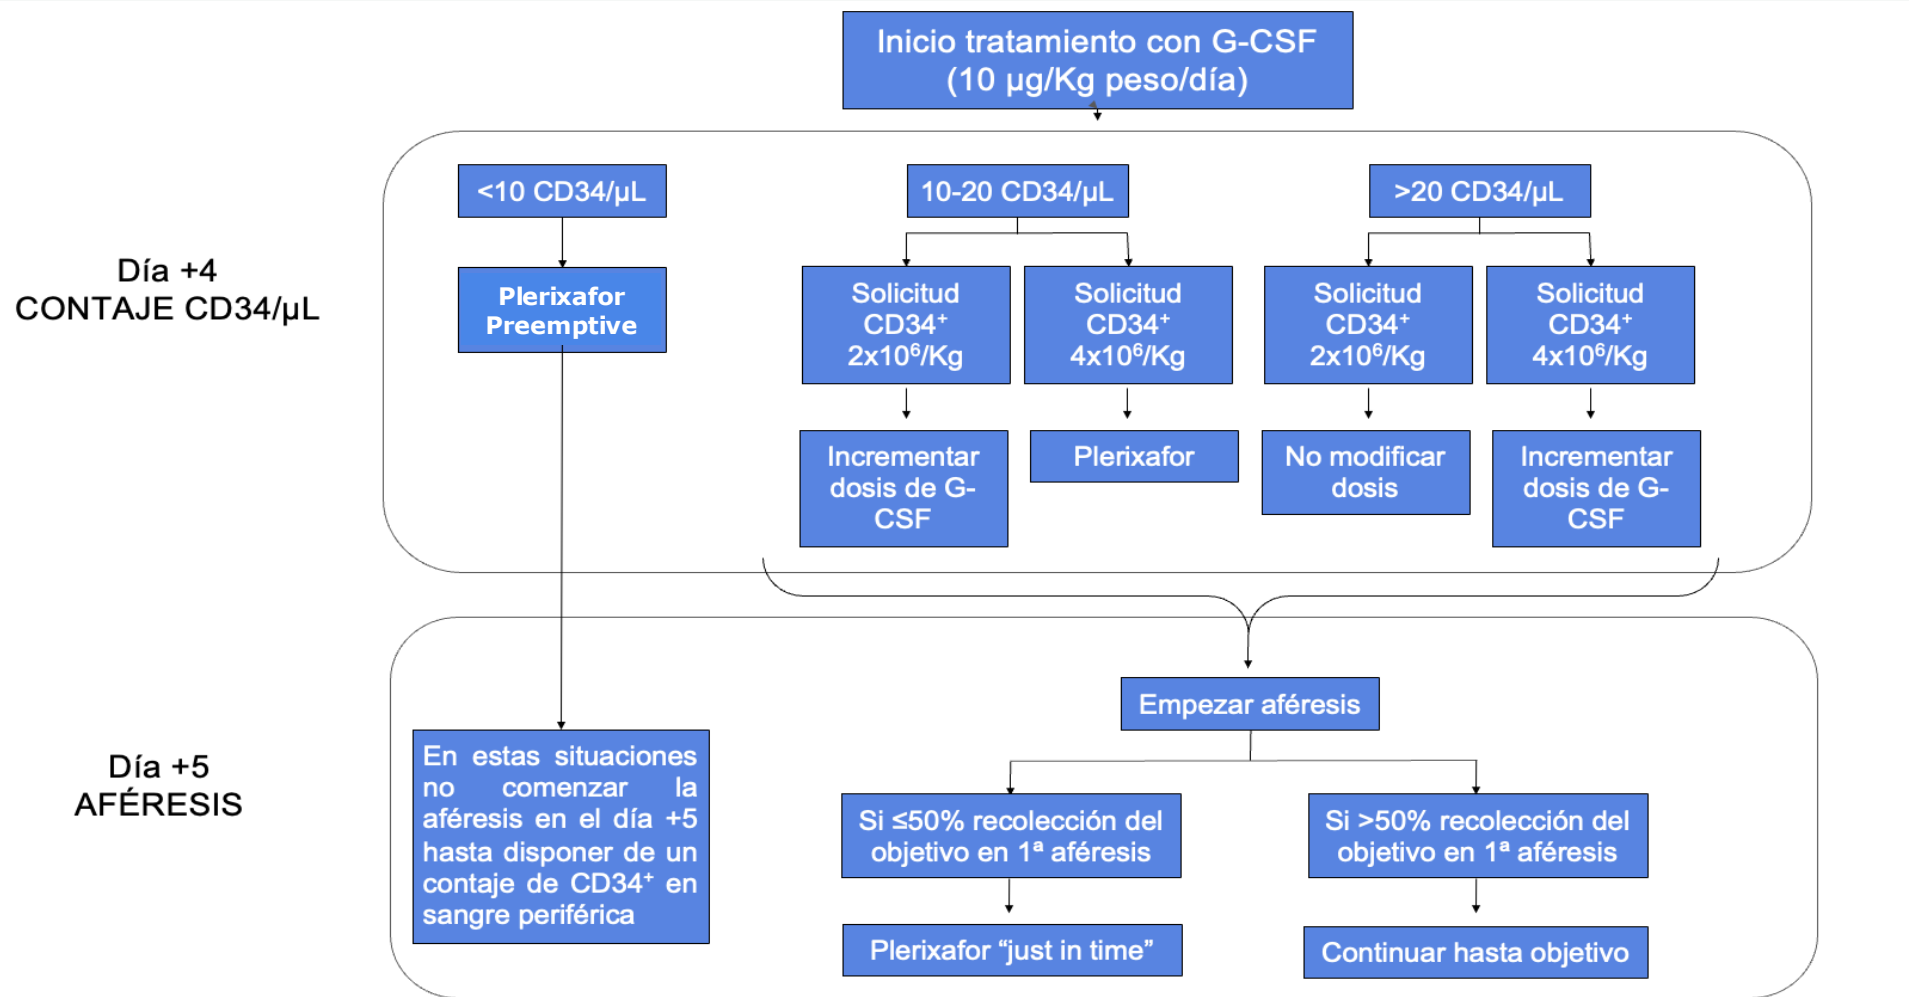 Inicio tratamiento con G-CSF
(10 µg/Kg peso/día)
Día +4
CONTAJE CD34/µL
<10 CD34/µL
10-20 CD34/µL
>20 CD34/µL
Plerixafor
Preemptive
Solicitud
CD34⁺
2x10⁶/Kg
Solicitud
CD34⁺
4x10⁶/Kg
Solicitud
CD34⁺
2x10⁶/Kg
Solicitud
CD34⁺
4x10⁶/Kg
Incrementar
dosis de G-
CSF
Plerixafor
No modificar
dosis
Incrementar
dosis de G-
CSF
Día +5
AFÉRESIS
En estas situaciones
no comenzar la
aféresis en el día +5
hasta disponer de un
contaje de CD34⁺ en
sangre periférica
Empezar aféresis
Si ≤50% recolección del
objetivo en 1ª aféresis
Si >50% recolección del
objetivo en 1ª aféresis
Plerixafor “just in time”
Continuar hasta objetivo